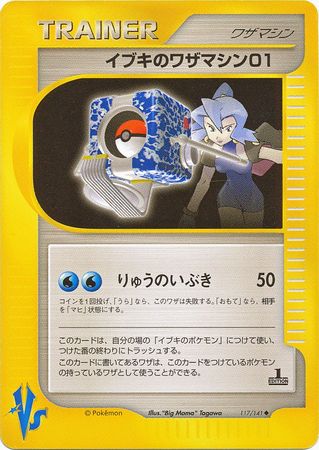 TRAINER ワザマシン
イブキのワザマシン01
りゅうのいぶき 50
コインを1回投げ、「うら」なら、このワザは失敗する。「おもて」なら、相手
を「マヒ」状態にする。
このカードは、自分の場の「イブキのポケモン」につけて使い、
つけた番の終わりにトラッシュする。
このカードに書いてあるワザは、このカードをつけているポケモン
の持っているワザとして使うことができる。
1
EDITION
VS
© Pokémon Illus."Big Mama" Tagawa 117/141◆